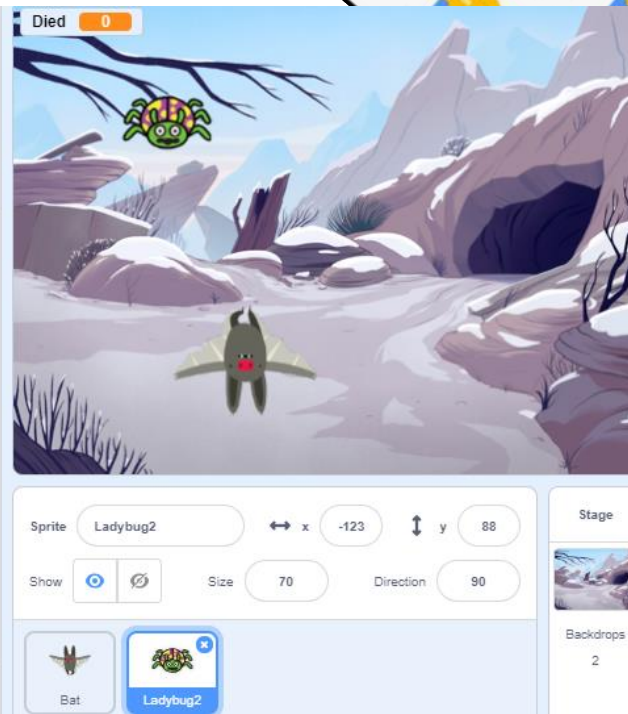 Died 0
Sprite Ladybug2 x -123 y 88
Show Size 70 Direction 90
Bat Ladybug2
Stage
Backdrops
2